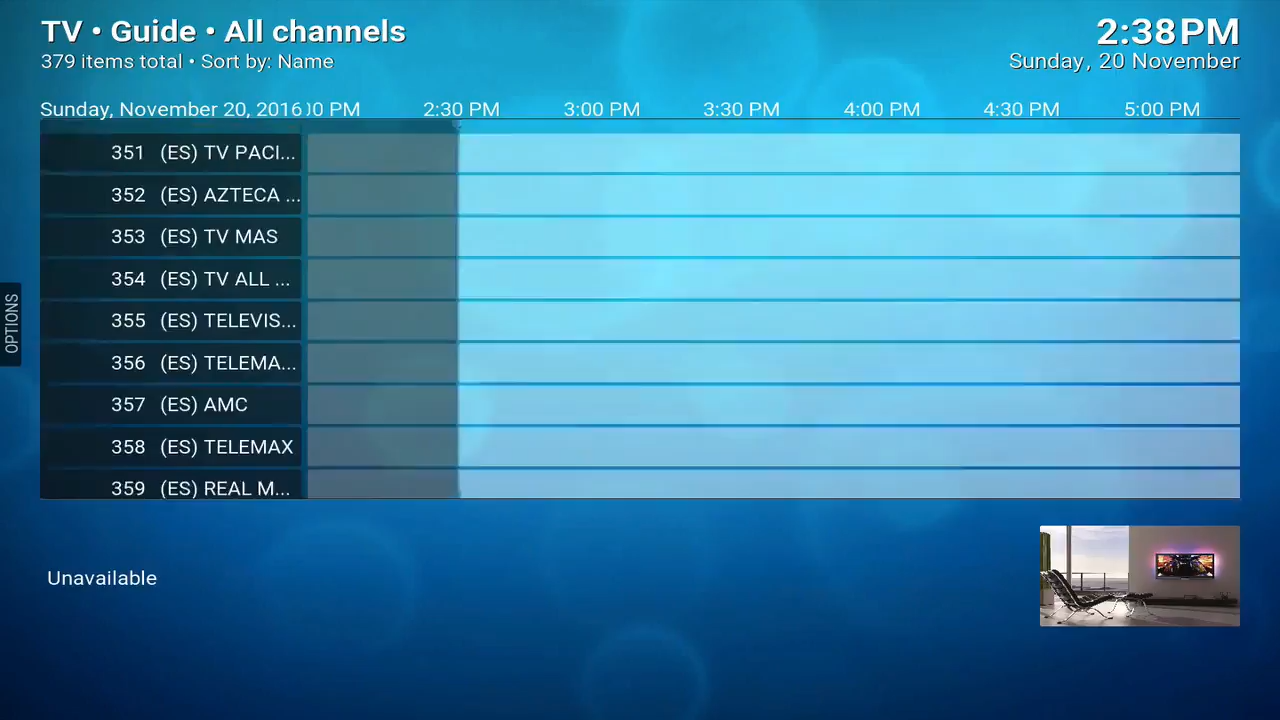 TV • Guide • All channels
2:38 PM
379 items total • Sort by: Name
Sunday, 20 November
Sunday, November 20, 2016 00 PM 2:30 PM 3:00 PM 3:30 PM 4:00 PM 4:30 PM 5:00 PM
351 (ES) TV PACI...
352 (ES) AZTECA ...
353 (ES) TV MAS
354 (ES) TV ALL ...
355 (ES) TELEVIS...
356 (ES) TELEMA...
357 (ES) AMC
358 (ES) TELEMAX
359 (ES) REAL M...
OPTIONS
Unavailable